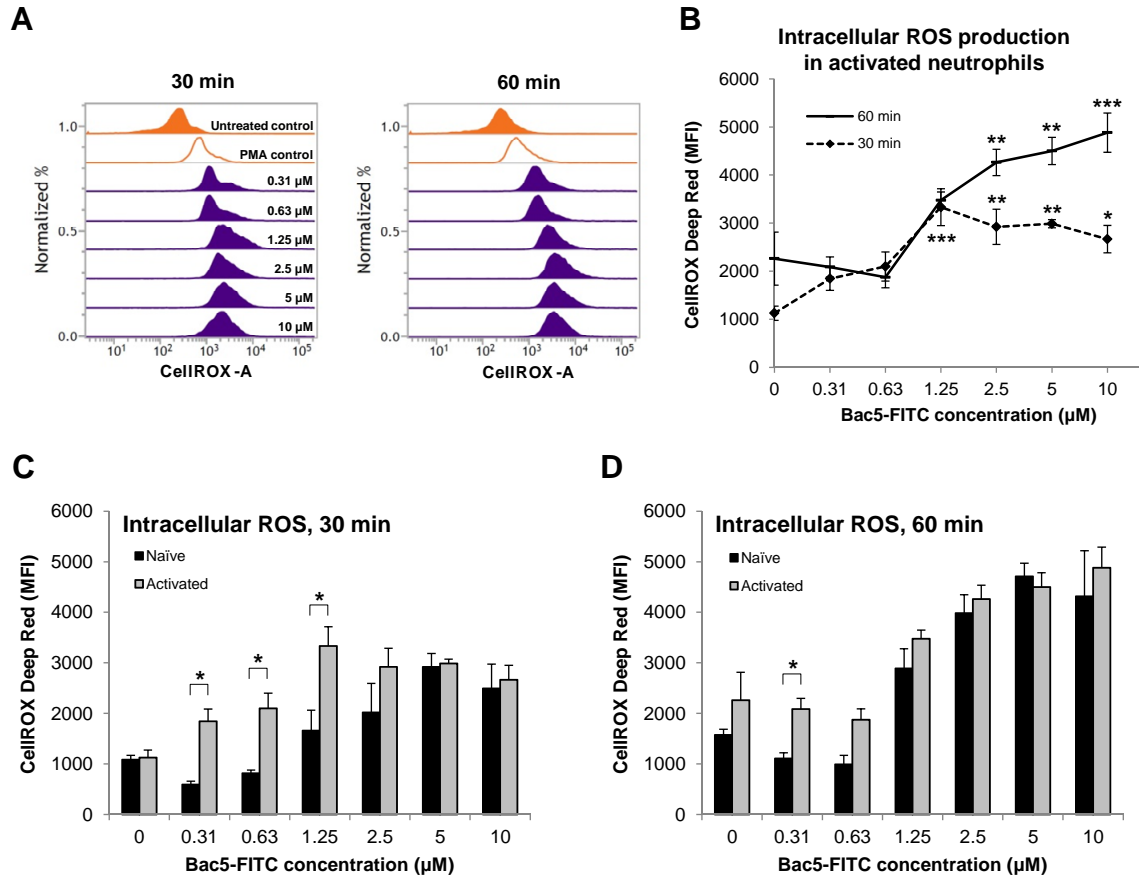 A
30 min
60 min
Normalized %
1.0
0.5
0.0
Untreated control
PMA control
0.31 µM
0.63 µM
1.25 µM
2.5 µM
5 µM
10 µM
10¹ 10² 10³ 10⁴ 10⁵
CellROX -A
Normalized %
1.0
0.5
0.0
10¹ 10² 10³ 10⁴ 10⁵
CellROX -A
B
Intracellular ROS production
in activated neutrophils
CellROX Deep Red (MFI)
6000
5000
4000
3000
2000
1000
0
60 min
30 min
***
** **
** ** *
***
0 0.31 0.63 1.25 2.5 5 10
Bac5-FITC concentration (µM)
C
Intracellular ROS, 30 min
CellROX Deep Red (MFI)
6000
5000
4000
3000
2000
1000
0
Naïve
Activated
* * *
0 0.31 0.63 1.25 2.5 5 10
Bac5-FITC concentration (µM)
D
Intracellular ROS, 60 min
CellROX Deep Red (MFI)
6000
5000
4000
3000
2000
1000
0
Naïve
Activated
*
0 0.31 0.63 1.25 2.5 5 10
Bac5-FITC concentration (µM)